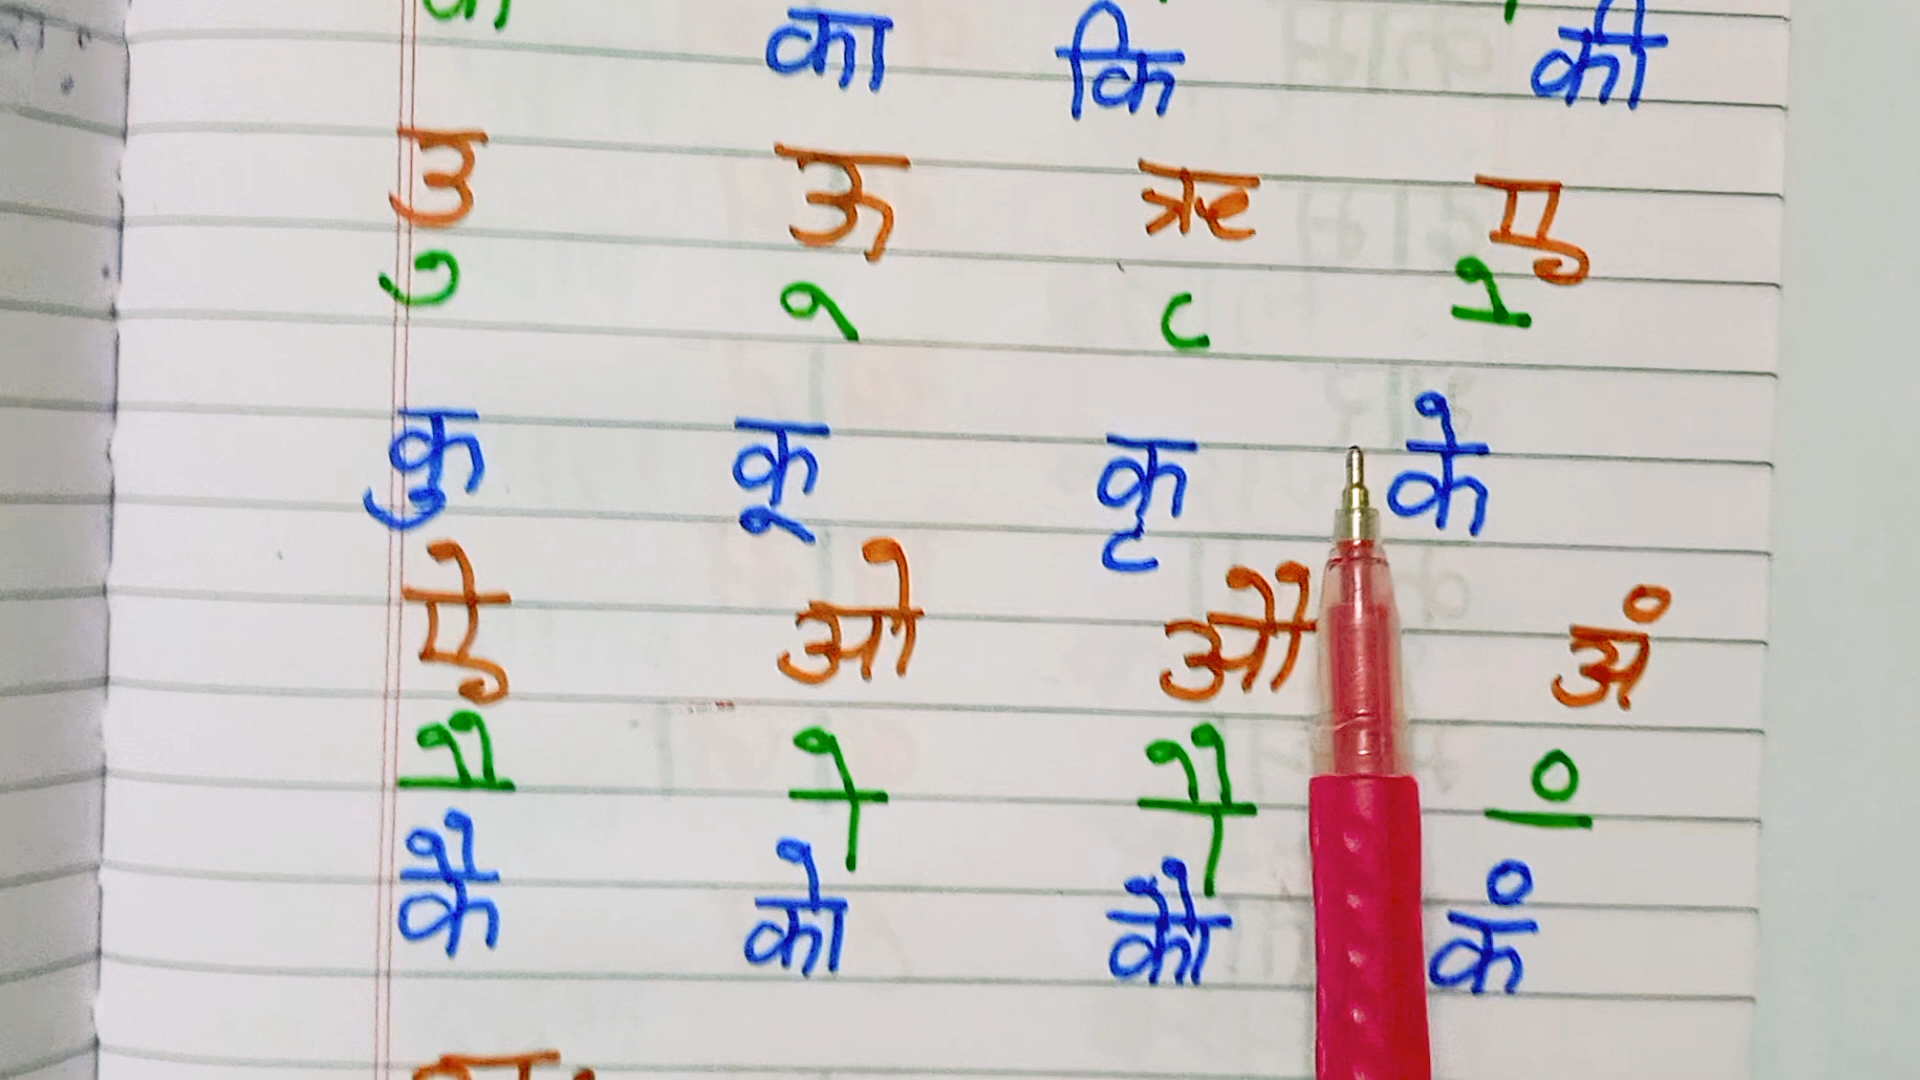 का कि की
उ ऊ ऋ ए
ु ू ृ े
कु कू कृ के
ऐ ओ औ अं
ै ो ौ ं
कै को कौ कं